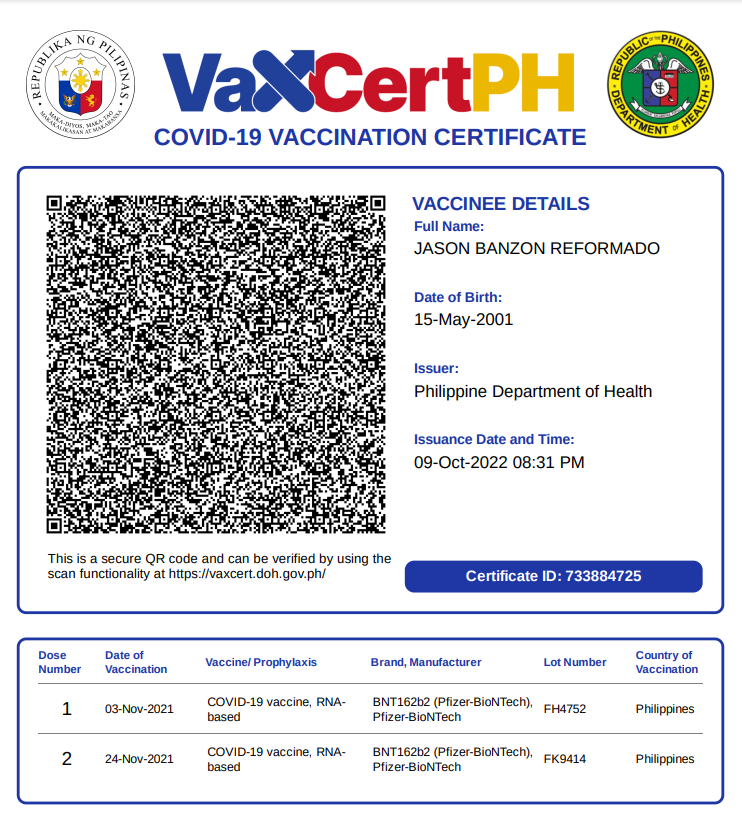 REPUBLIKA NG PILIPINAS
MAKA-DIYOS, MAKA-TAO
MAKAKALIKASAN AT MAKABANSA
VaxCertPH
REPUBLIC OF THE PHILIPPINES
DEPARTMENT OF HEALTH
COVID-19 VACCINATION CERTIFICATE
VACCINEE DETAILS
Full Name:
JASON BANZON REFORMADO
Date of Birth:
15-May-2001
Issuer:
Philippine Department of Health
Issuance Date and Time:
09-Oct-2022 08:31 PM
This is a secure QR code and can be verified by using the
scan functionality at https://vaxcert.doh.gov.ph/
Certificate ID: 733884725
Dose Number Date of Vaccination Vaccine/ Prophylaxis Brand, Manufacturer Lot Number Country of Vaccination
1 03-Nov-2021 COVID-19 vaccine, RNA-based BNT162b2 (Pfizer-BioNTech), Pfizer-BioNTech FH4752 Philippines
2 24-Nov-2021 COVID-19 vaccine, RNA-based BNT162b2 (Pfizer-BioNTech), Pfizer-BioNTech FK9414 Philippines